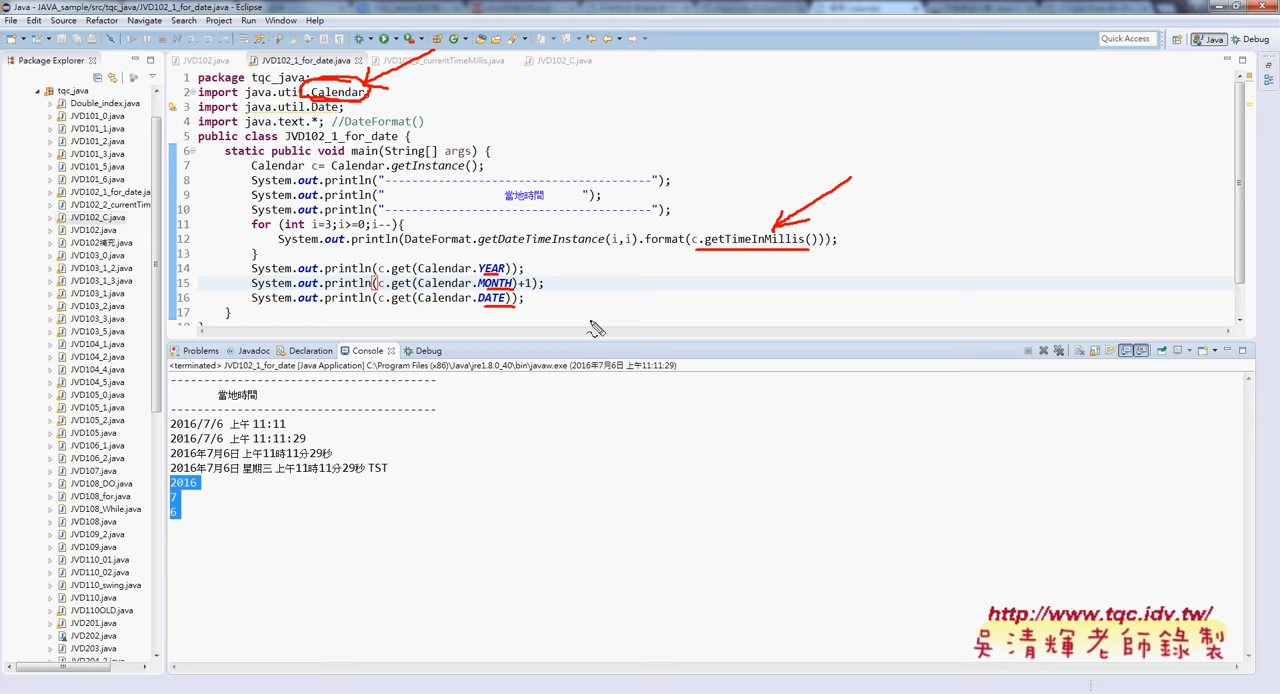 Java - JAVA_sample/src/tqc_java/JVD102_1_for_date.java - Eclipse
File Edit Source Refactor Navigate Search Project Run Window Help
Quick Access Java Debug
Package Explorer
JVD102.java JVD102_1_for_date.java _currentTimeMillis.java JVD102_C.java
tqc_java
Double_index.java
JVD101_0.java
JVD101_1.java
JVD101_2.java
JVD101_3.java
JVD101_5.java
JVD101_6.java
JVD102_1_for_da
JVD102_2_currentTim
JVD102_C.java
JVD102.java
JVD102補充.java
JVD103_1.java
JVD103_1_2.java
JVD103_1_3.java
JVD103_1.java
JVD103_2.java
JVD103_3.java
JVD104_1.java
JVD104_2.java
JVD104_4.java
JVD104_5.java
JVD105_0.java
JVD105_1.java
JVD105_2.java
JVD105.java
JVD106_1.java
JVD106_2.java
JVD107.java
JVD108_DO.java
JVD108_for.java
JVD108_While.java
JVD108.java
JVD109_2.java
JVD109.java
JVD110_01.java
JVD110_02.java
JVD110_swing.java
JVD110.java
JVD110OLD.java
JVD201.java
JVD202.java
JVD203.java
1 package tqc_java;
2 import java.util.Calendar;
3 import java.util.Date;
4 import java.text.*; //DateFormat()
5 public class JVD102_1_for_date {
6 static public void main(String[] args) {
7 Calendar c= Calendar.getInstance();
8 System.out.println("----------------------------------------");
9 System.out.println(" 當地時間 ");
10 System.out.println("----------------------------------------");
11 for (int i=3;i>=0;i--){
12 System.out.println(DateFormat.getDateTimeInstance(i,i).format(c.getTimeInMillis()));
13 }
14 System.out.println(c.get(Calendar.YEAR));
15 System.out.println(c.get(Calendar.MONTH)+1);
16 System.out.println(c.get(Calendar.DATE));
17 }
Problems Javadoc Declaration Console Debug
<terminated> JVD102_1_for_date [Java Application] C:\Program Files (x86)\Java\jre1.8.0_40\bin\javaw.exe (2016年7月6日 上午11:11:29)
----------------------------------------
當地時間
----------------------------------------
2016/7/6 上午 11:11
2016/7/6 上午 11:11:29
2016年7月6日 上午11時11分29秒
2016年7月6日 星期三 上午11時11分29秒 TST
2016
7
6
http://www.tqc.idv.tw/
吳清輝老師錄製